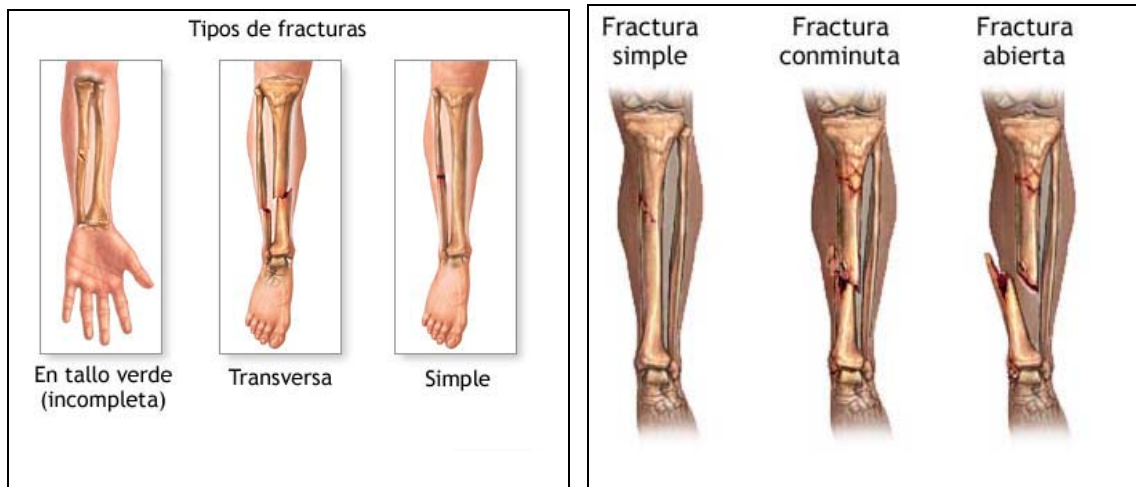 Tipos de fracturas
En tallo verde
(incompleta)
Transversa
Simple
Fractura
simple
Fractura
conminuta
Fractura
abierta